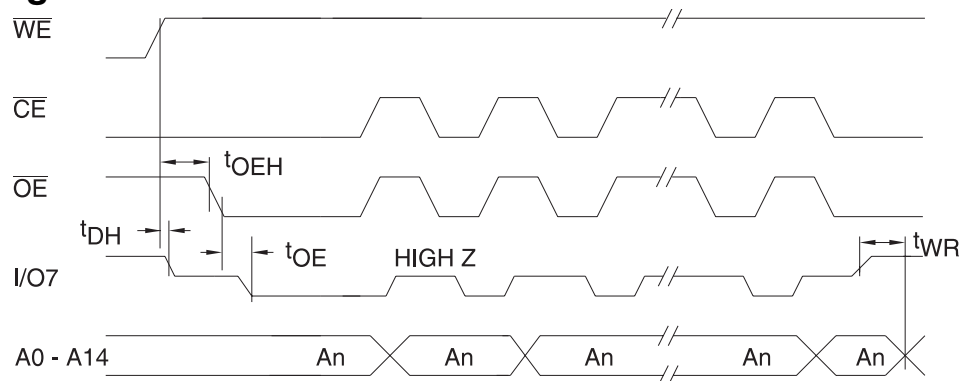 WE
CE
tOEH
OE
tDH
tOE
HIGH Z
tWR
I/O7
A0 - A14
An
An
An
An
An